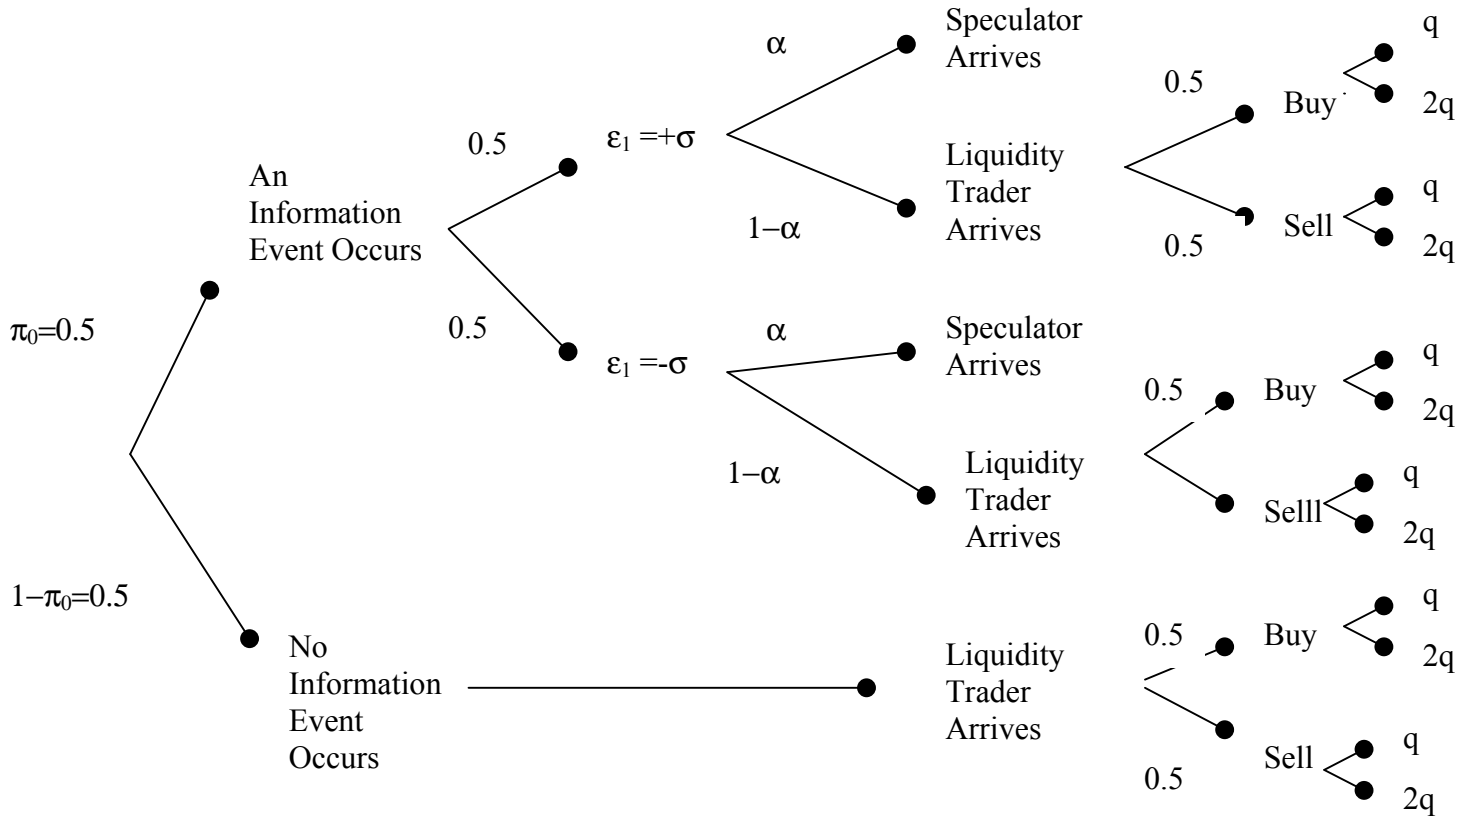 Speculator
Arrives
α
q
0.5
Buy
2q
0.5
ε₁ =+σ
An
Information
Event Occurs
Liquidity
Trader
Arrives
1−α
q
Sell
0.5
2q
π₀=0.5
0.5
ε₁ =-σ
α
Speculator
Arrives
0.5
Buy
q
2q
1−α
Liquidity
Trader
Arrives
Selll
q
2q
1−π₀=0.5
No
Information
Event
Occurs
Liquidity
Trader
Arrives
0.5
Buy
q
2q
0.5
Sell
q
2q